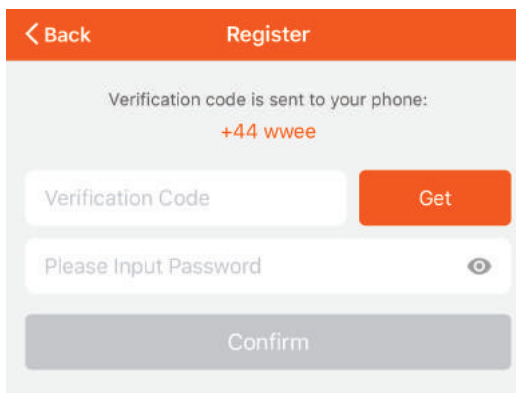 Back Register
Verification code is sent to your phone:
+44 wwee
Verification Code Get
Please Input Password
Confirm